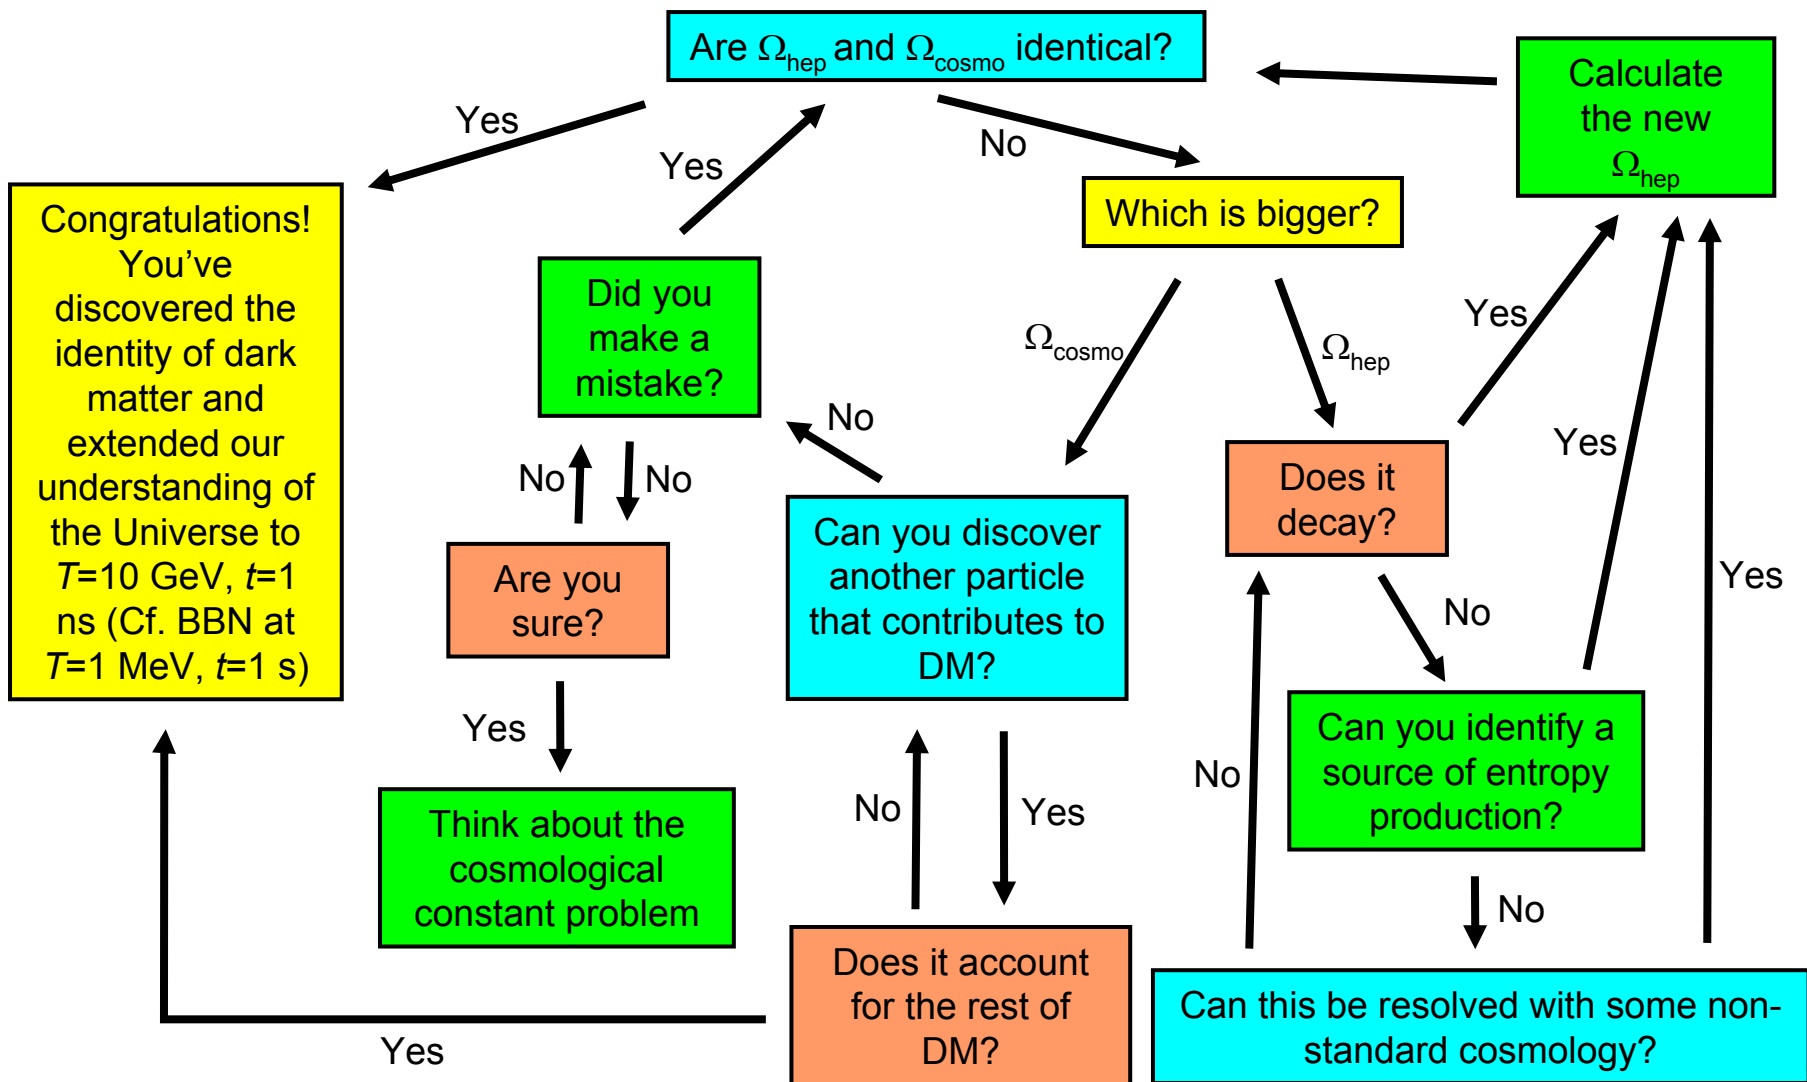 Are Ωhep and Ωcosmo identical?
Calculate
the new
Ωhep
Yes
Yes
No
Congratulations!
You’ve
discovered the
identity of dark
matter and
extended our
understanding of
the Universe to
T=10 GeV, t=1
ns (Cf. BBN at
T=1 MeV, t=1 s)
Which is bigger?
Did you
make a
mistake?
Ωcosmo
Ωhep
Yes
No
Yes
No
No
Does it
decay?
Can you discover
another particle
that contributes to
DM?
Are you
sure?
No
Yes
Yes
Can you identify a
source of entropy
production?
No
No
Yes
Think about the
cosmological
constant problem
No
Does it account
for the rest of
DM?
Can this be resolved with some non-
standard cosmology?
Yes